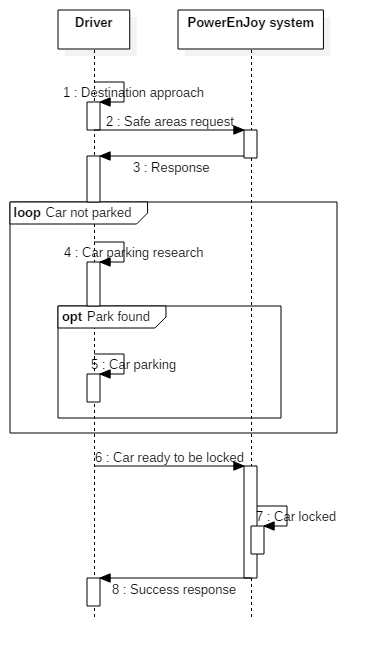 Driver
PowerEnJoy system
1 : Destination approach
2 : Safe areas request
3 : Response
loop Car not parked
4 : Car parking research
opt Park found
5 : Car parking
6 : Car ready to be locked
7 : Car locked
8 : Success response